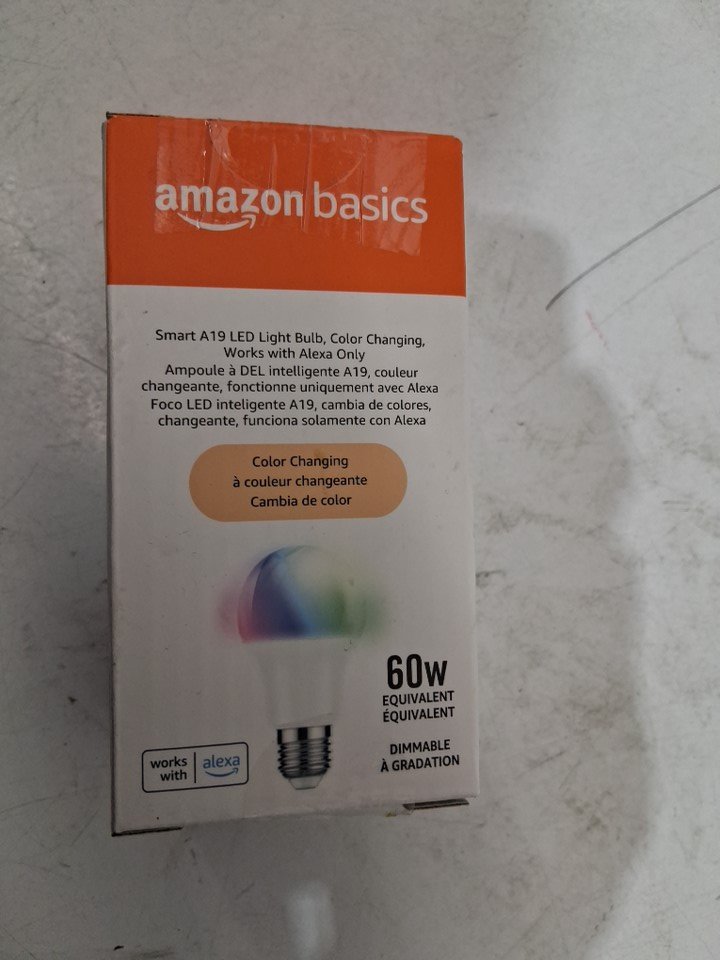 amazon basics
Smart A19 LED Light Bulb, Color Changing,
Works with Alexa Only
Ampoule à DEL intelligente A19, couleur
changeante, fonctionne uniquement avec Alexa
Foco LED inteligente A19, cambia de colores,
changeante, funciona solamente con Alexa
Color Changing
à couleur changeante
Cambia de color
60W
EQUIVALENT
ÉQUIVALENT
DIMMABLE
À GRADATION
works
with
alexa